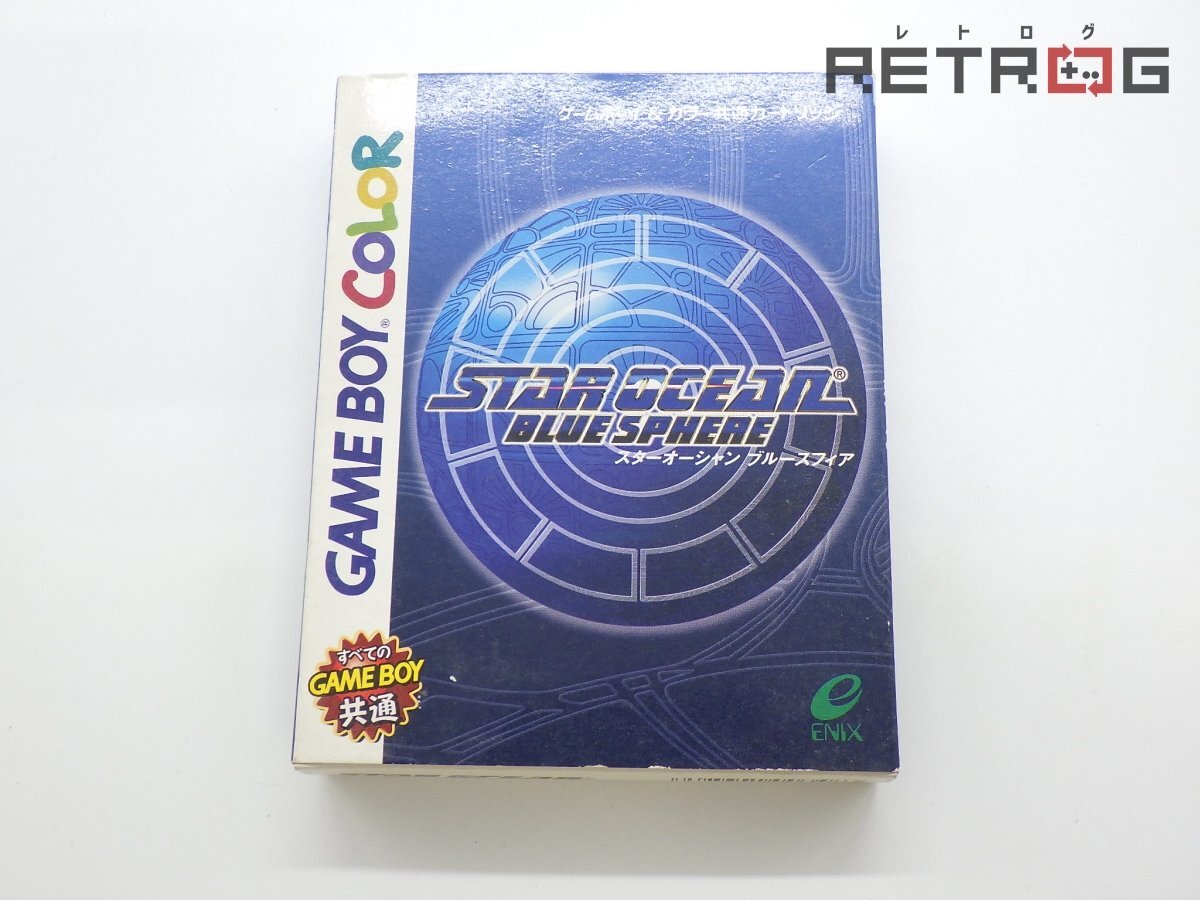 レトログ
RETROG
ゲームボーイ&カラー共通カートリッジ
GAME BOY® COLOR
STAR OCEAN®
BLUE SPHERE
スターオーシャン ブルースフィア
すべての
GAME BOY
共通
e
ENIX